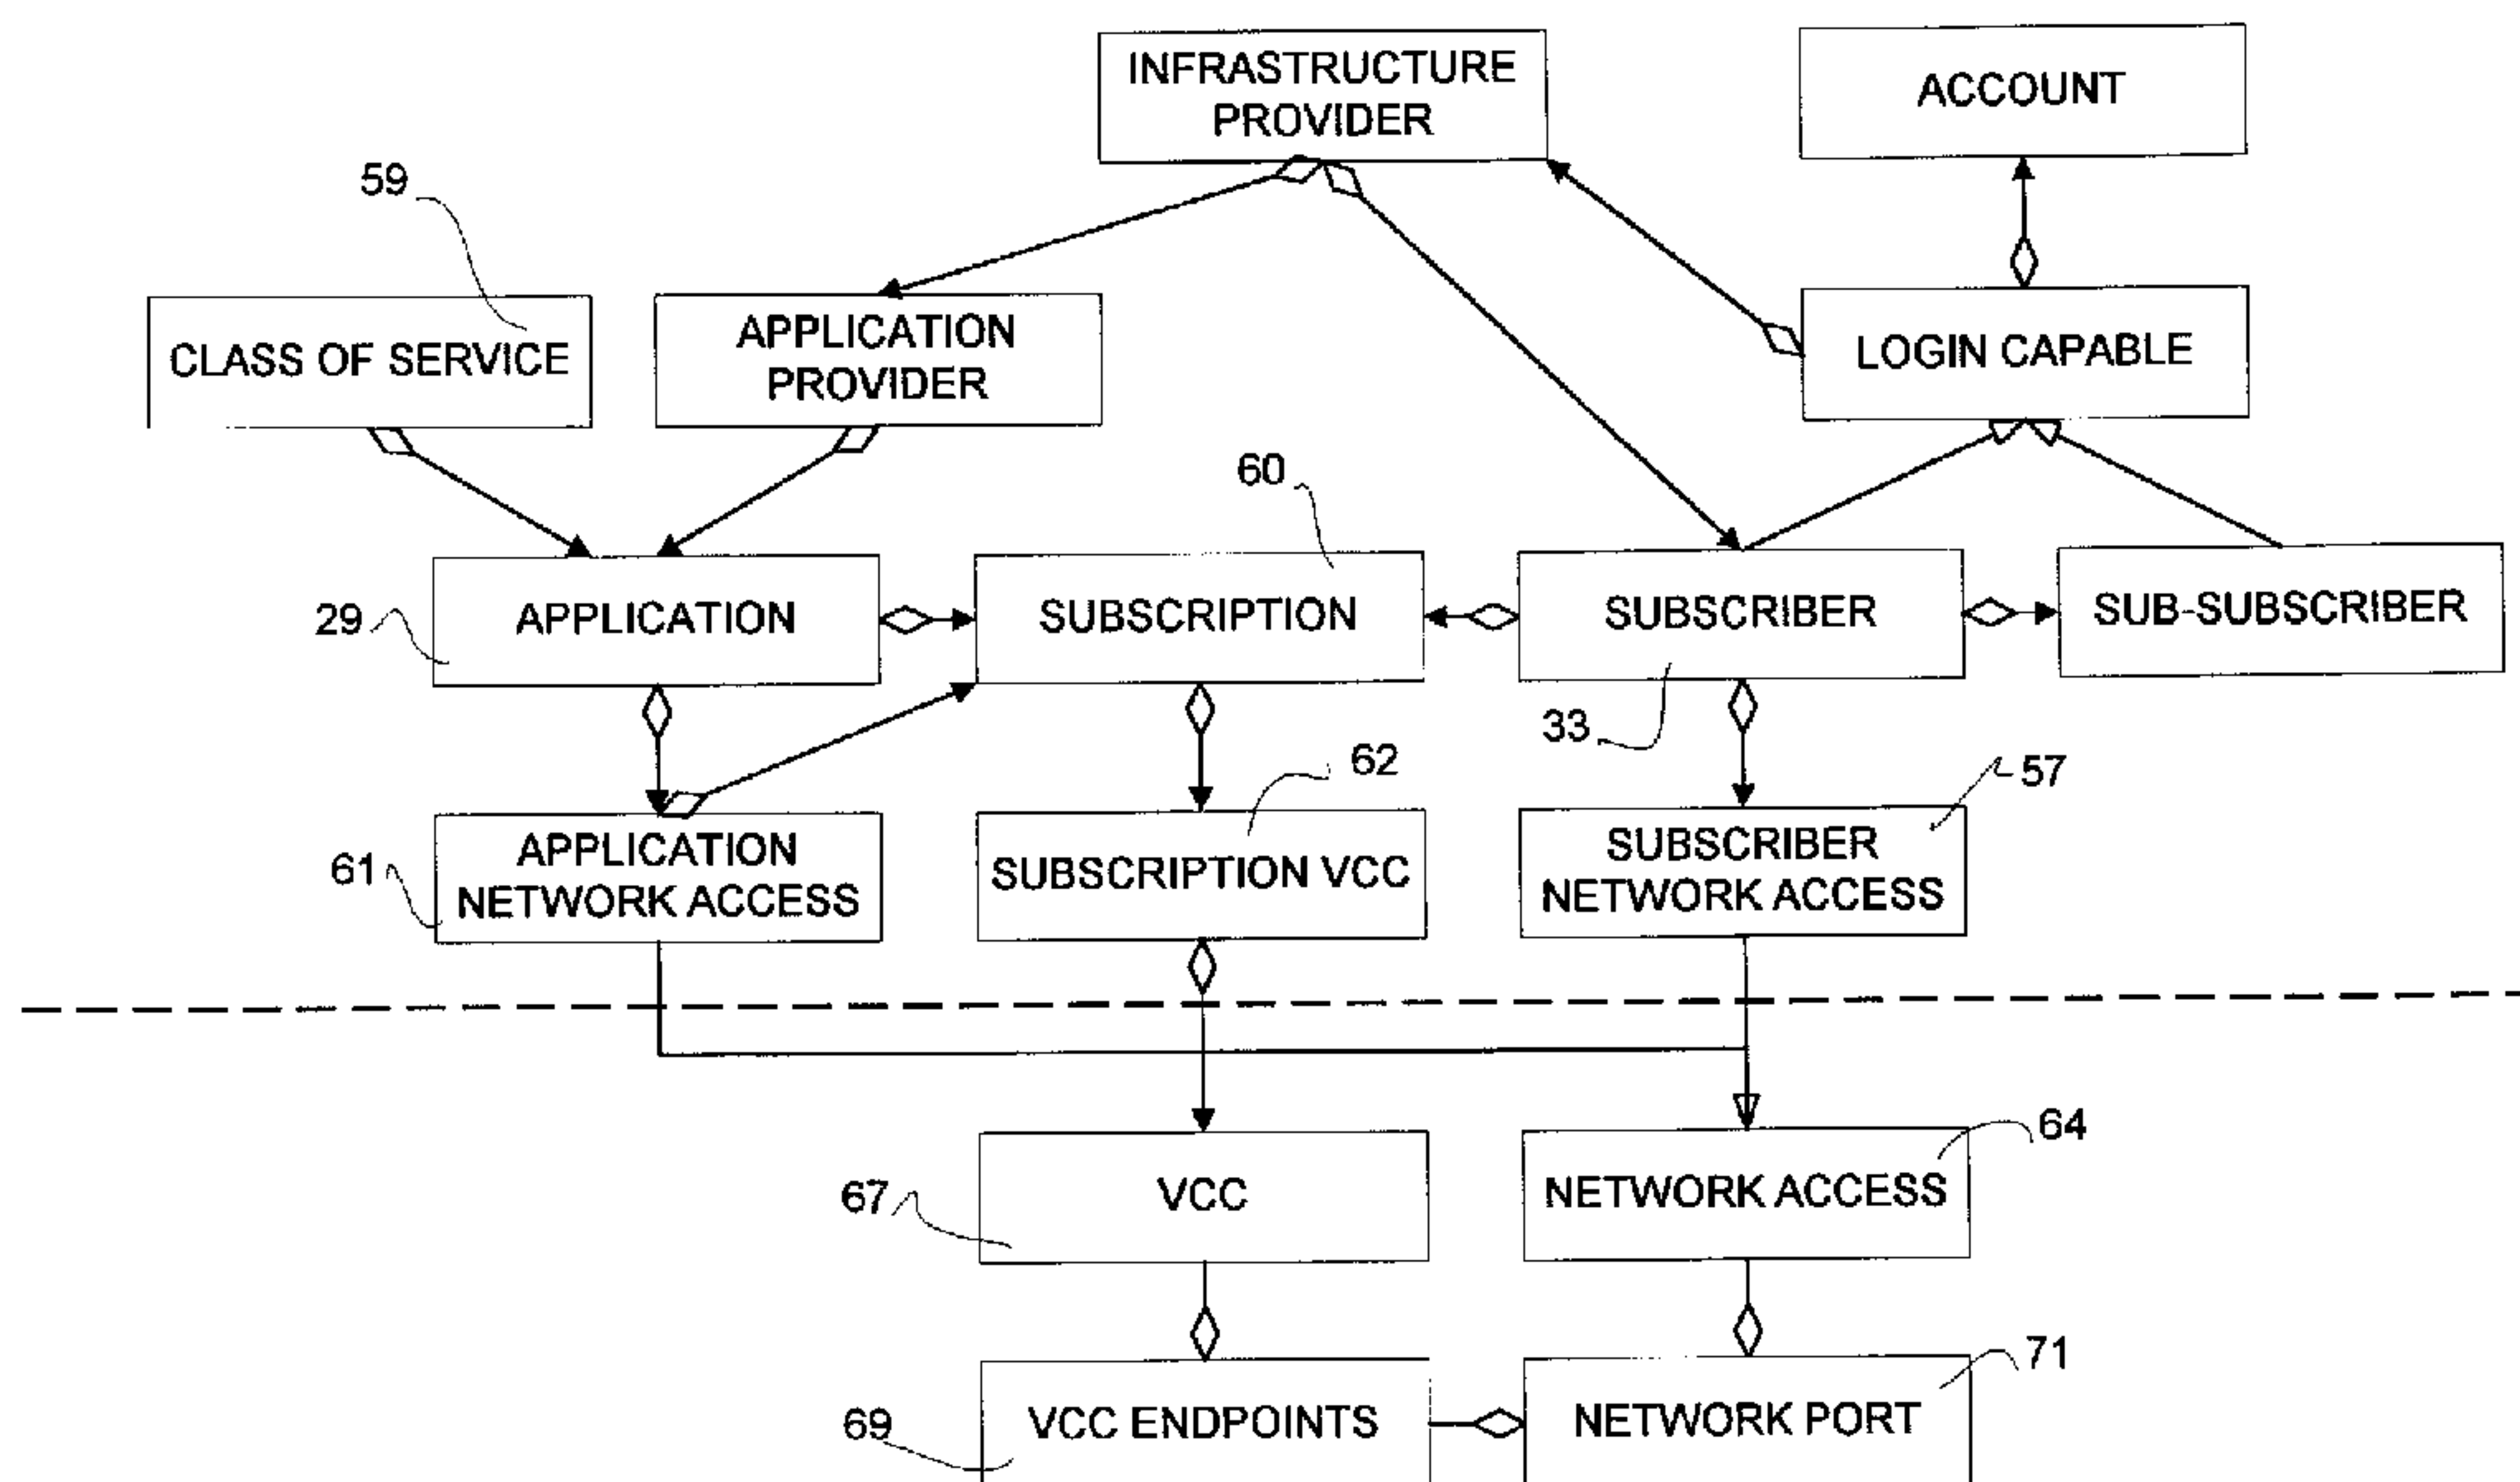 INFRASTRUCTURE
PROVIDER
ACCOUNT
59
CLASS OF SERVICE
APPLICATION
PROVIDER
LOGIN CAPABLE
60
29
APPLICATION
SUBSCRIPTION
SUBSCRIBER
SUB-SUBSCRIBER
33
62
57
61
APPLICATION
NETWORK ACCESS
SUBSCRIPTION VCC
SUBSCRIBER
NETWORK ACCESS
64
67
VCC
NETWORK ACCESS
71
69
VCC ENDPOINTS
NETWORK PORT